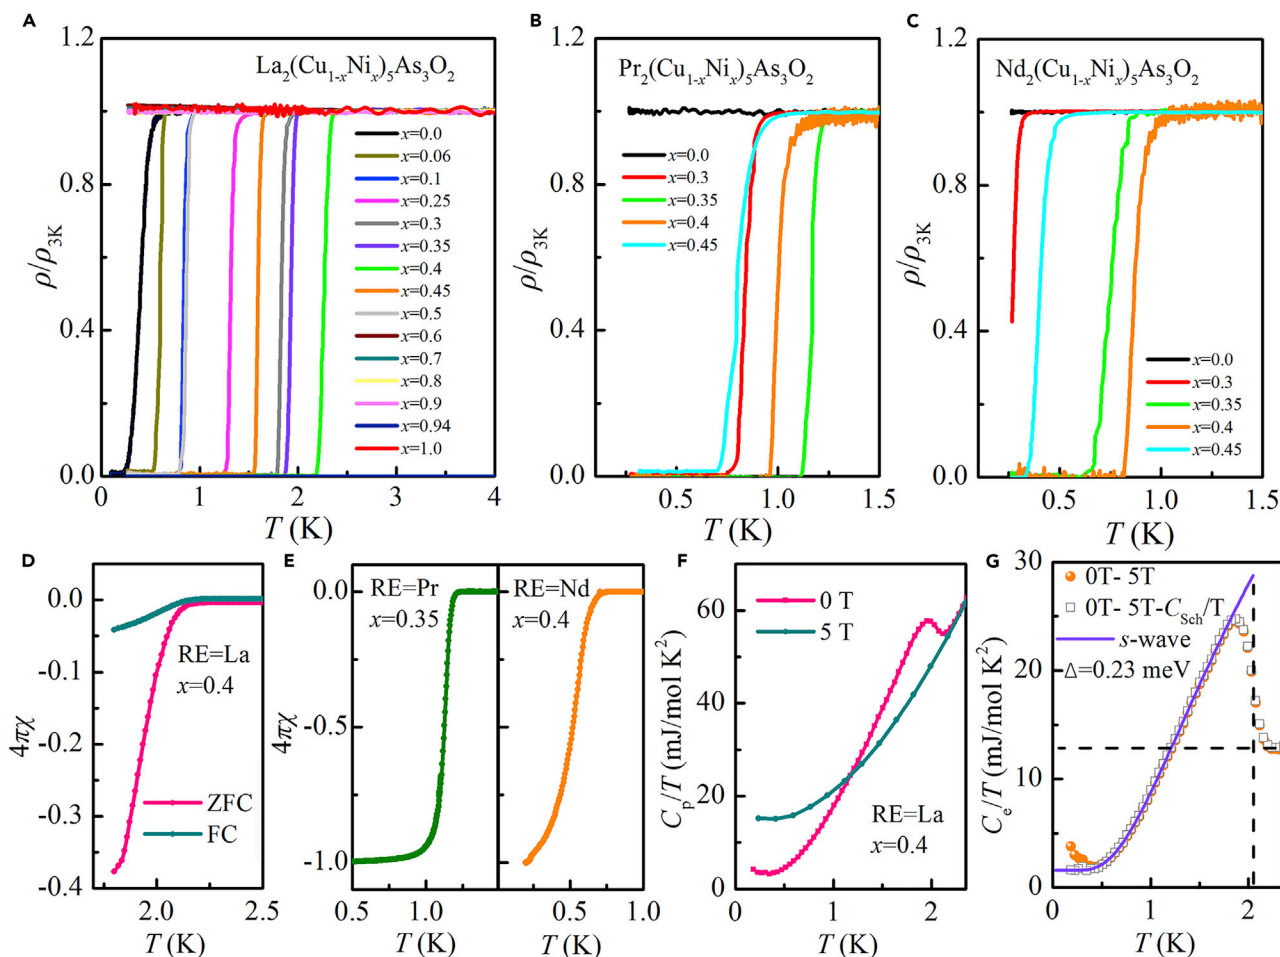 A
La₂(Cu₁₋ₓNiₓ)₅As₃O₂
1.2
0.8
0.4
0.0
ρ/ρ₃K
x=0.0
x=0.06
x=0.1
x=0.25
x=0.3
x=0.35
x=0.4
x=0.45
x=0.5
x=0.6
x=0.7
x=0.8
x=0.9
x=0.94
x=1.0
0
1
2
3
4
T (K)
B
Pr₂(Cu₁₋ₓNiₓ)₅As₃O₂
1.2
0.8
0.4
0.0
ρ/ρ₃K
x=0.0
x=0.3
x=0.35
x=0.4
x=0.45
0.5
1.0
1.5
T (K)
C
Nd₂(Cu₁₋ₓNiₓ)₅As₃O₂
1.2
0.8
0.4
0.0
ρ/ρ₃K
x=0.0
x=0.3
x=0.35
x=0.4
x=0.45
0.5
1.0
1.5
T (K)
D
0.0
-0.1
-0.2
-0.3
-0.4
4πχ
RE=La
x=0.4
ZFC
FC
2.0
2.5
T (K)
E
0.0
-0.5
-1.0
4πχ
RE=Pr
x=0.35
RE=Nd
x=0.4
0.5
1.0
0.5
1.0
T (K)
F
60
40
20
0
Cₚ/T (mJ/mol K²)
0 T
5 T
RE=La
x=0.4
0
1
2
T (K)
G
30
20
10
0
Cₑ/T (mJ/mol K²)
0T- 5T
0T- 5T-C_Sch/T
s-wave
Δ=0.23 meV
0
1
2
T (K)